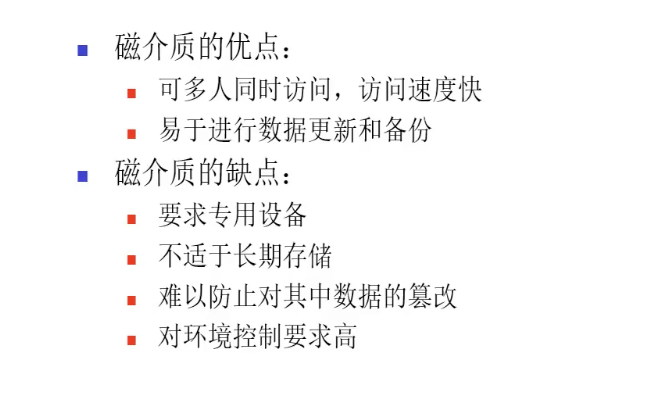 磁介质的优点：
可多人同时访问，访问速度快
易于进行数据更新和备份
磁介质的缺点：
要求专用设备
不适于长期存储
难以防止对其中数据的篡改
对环境控制要求高